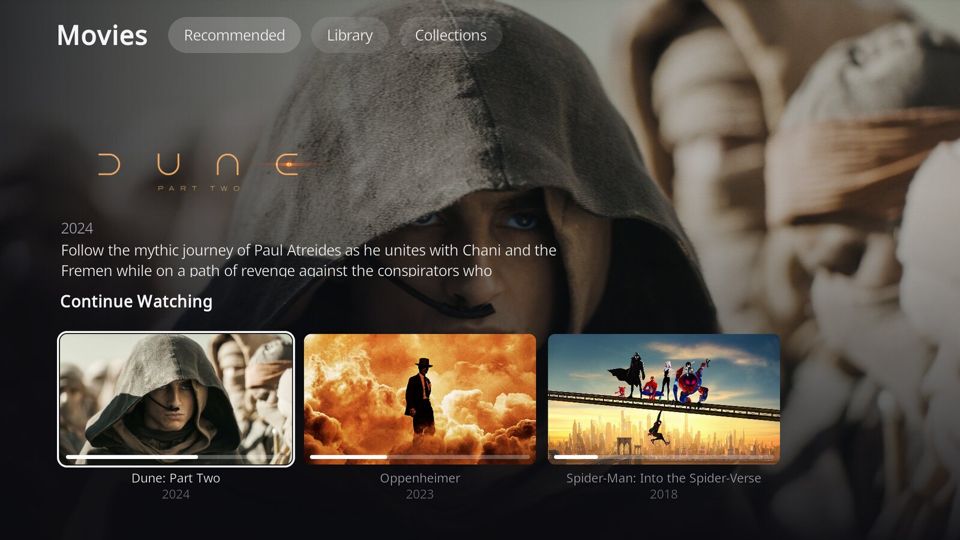 Movies
Recommended
Library
Collections
DUNE
PART TWO
2024
Follow the mythic journey of Paul Atreides as he unites with Chani and the
Fremen while on a path of revenge against the conspirators who
Continue Watching
Dune: Part Two
2024
Oppenheimer
2023
Spider-Man: Into the Spider-Verse
2018